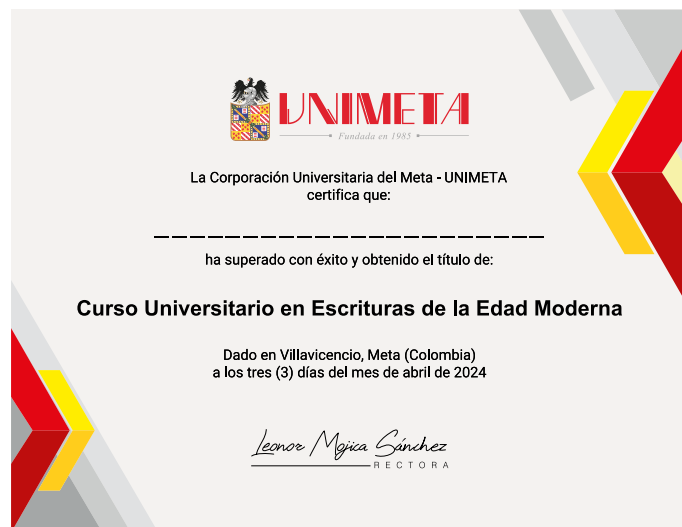 UNIMETA
Fundada en 1985
La Corporación Universitaria del Meta - UNIMETA
certifica que:
ha superado con éxito y obtenido el título de:
Curso Universitario en Escrituras de la Edad Moderna
Dado en Villavicencio, Meta (Colombia)
a los tres (3) días del mes de abril de 2024
Leonor Mojica Sánchez
RECTORA